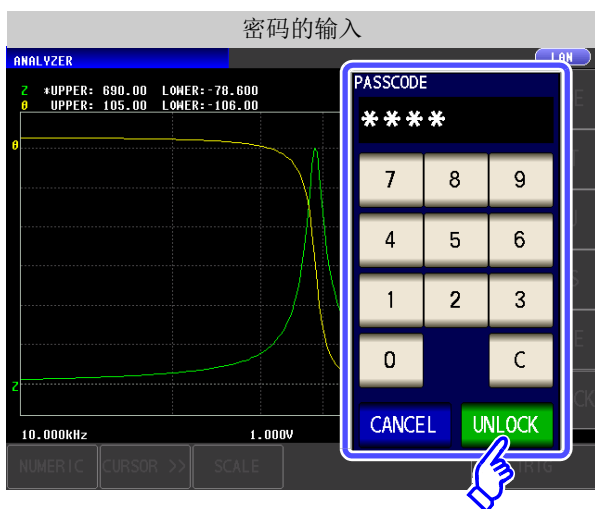 密码的输入
ANALYZER
LAN
Z *UPPER: 690.00 LOWER:-78.600
θ UPPER: 105.00 LOWER:-106.00
θ
Z
10.000kHz 1.000V
NUMERIC CURSOR >> SCALE TRIG
PASSCODE
****
7 8 9
4 5 6
1 2 3
0 C
CANCEL UNLOCK